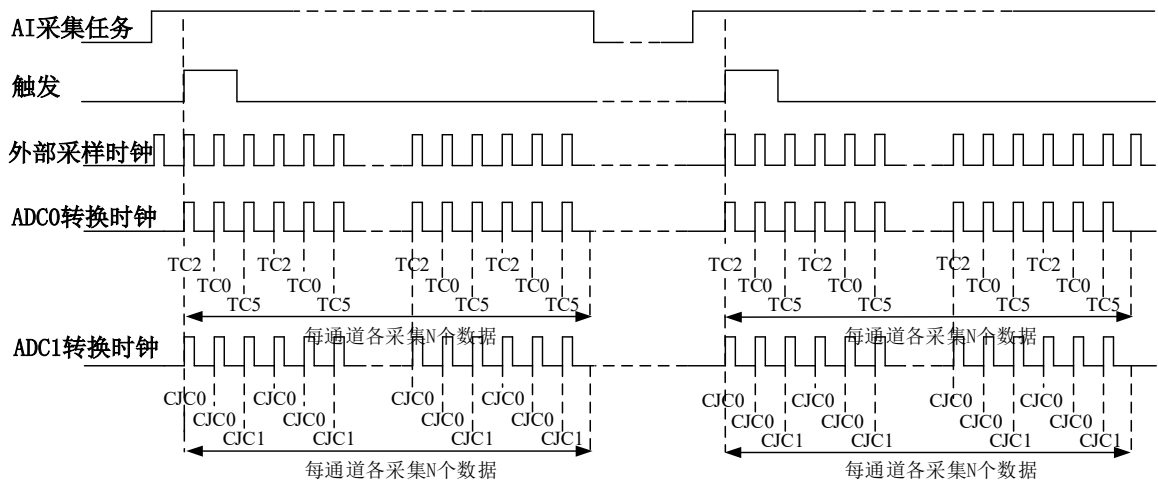 AI采集任务
触发
外部采样时钟
ADC0转换时钟
TC2 TC2 TC2 TC2 TC2 TC2 TC2 TC2
TC0 TC0 TC0 TC0 TC0 TC0 TC0 TC0
TC5 TC5 TC5 TC5 TC5 TC5 TC5 TC5
每通道各采集N个数据 每通道各采集N个数据
ADC1转换时钟
CJC0 CJC0 CJC0 CJC0 CJC0 CJC0 CJC0 CJC0
CJC0 CJC0 CJC0 CJC0 CJC0 CJC0 CJC0 CJC0
CJC1 CJC1 CJC1 CJC1 CJC1 CJC1 CJC1 CJC1
每通道各采集N个数据 每通道各采集N个数据